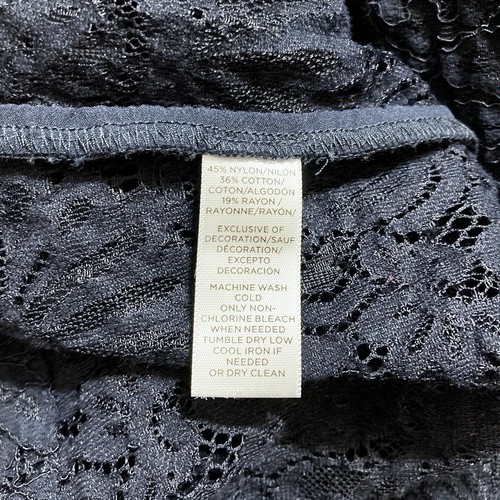 45% NYLON/NILÓN
36% COTTON/
COTON/ALGODÓN
19% RAYON/
RAYONNE/RAYON/
EXCLUSIVE OF
DECORATION/SAUF
DÉCORATION/
EXCEPTO
DECORACIÓN
MACHINE WASH
COLD
ONLY NON-
CHLORINE BLEACH
WHEN NEEDED
TUMBLE DRY LOW
COOL IRON IF
NEEDED
OR DRY CLEAN